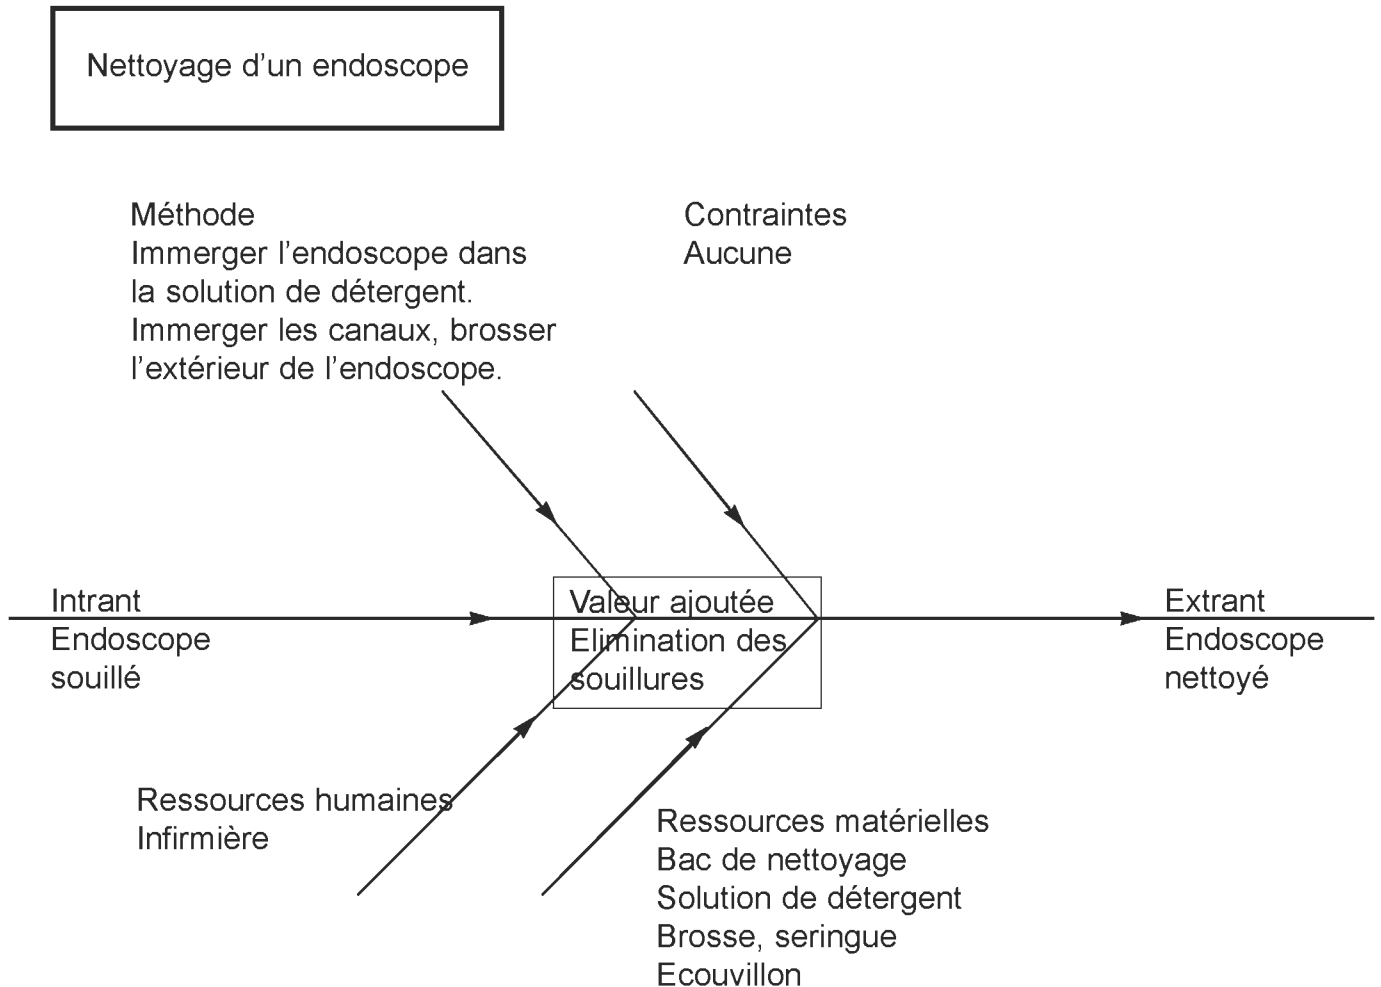 Nettoyage d'un endoscope
Méthode
Immerger l'endoscope dans
la solution de détergent.
Immerger les canaux, brosser
l'extérieur de l'endoscope.
Contraintes
Aucune
Intrant
Endoscope
souillé
Valeur ajoutée
Elimination des
souillures
Extrant
Endoscope
nettoyé
Ressources humaines
Infirmière
Ressources matérielles
Bac de nettoyage
Solution de détergent
Brosse, seringue
Ecouvillon